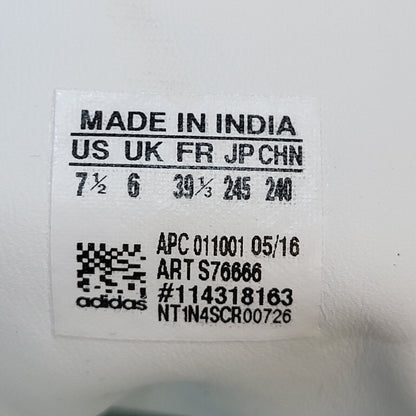 MADE IN INDIA
US UK FR JP CHN
7½ 6 39⅓ 245 240
APC 011001 05/16
ART S76666
#114318163
adidas NT1N4SCR00726